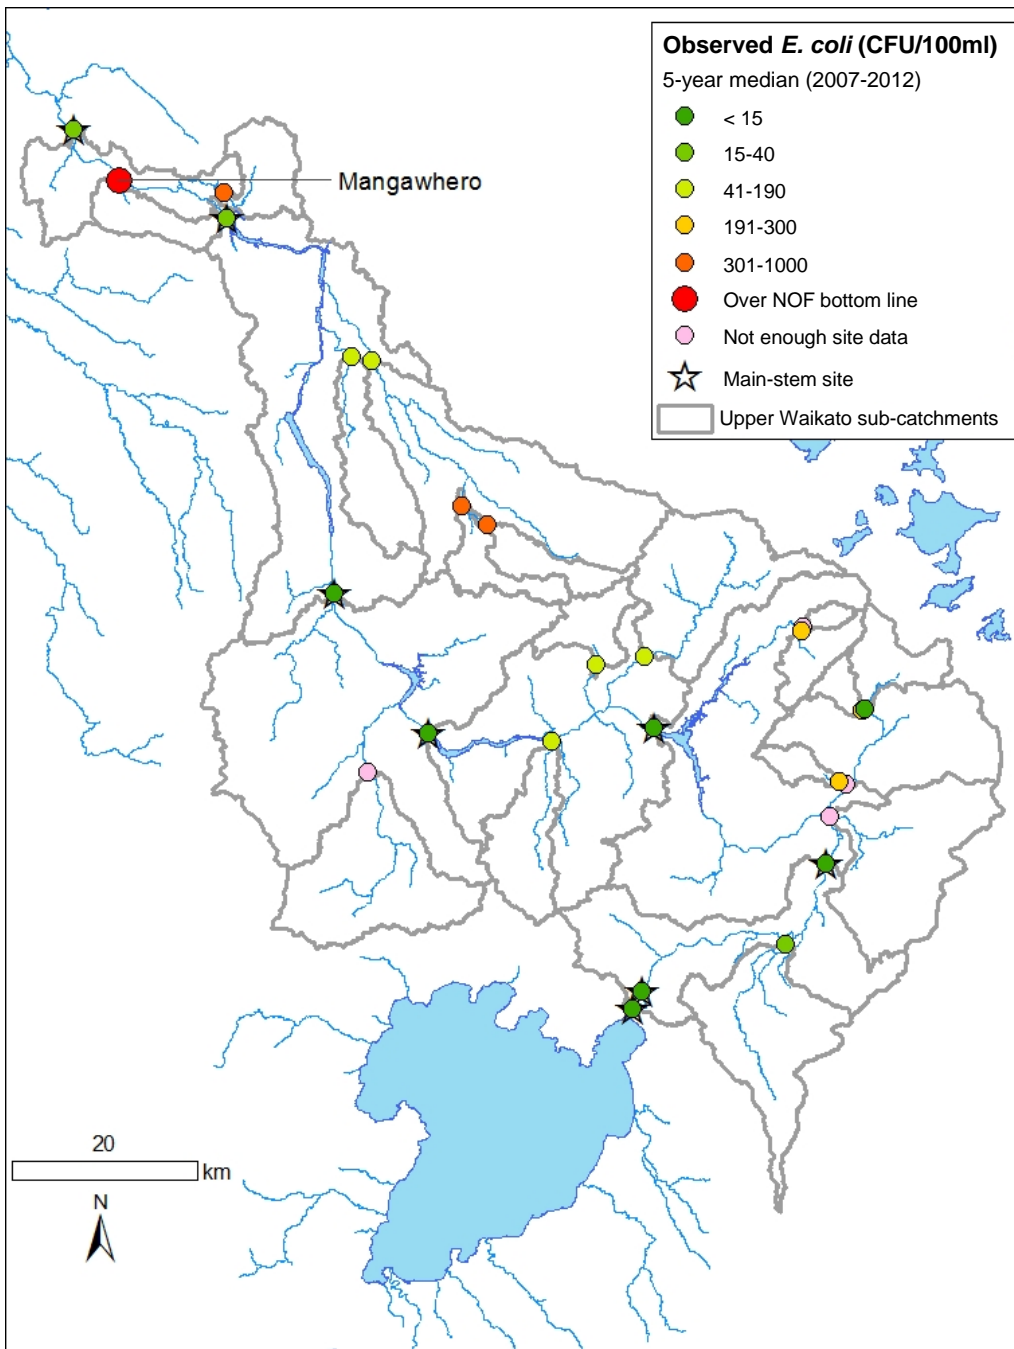 Observed E. coli (CFU/100ml)
5-year median (2007-2012)
< 15
15-40
41-190
191-300
301-1000
Over NOF bottom line
Not enough site data
Main-stem site
Upper Waikato sub-catchments
Mangawhero
20
km
N